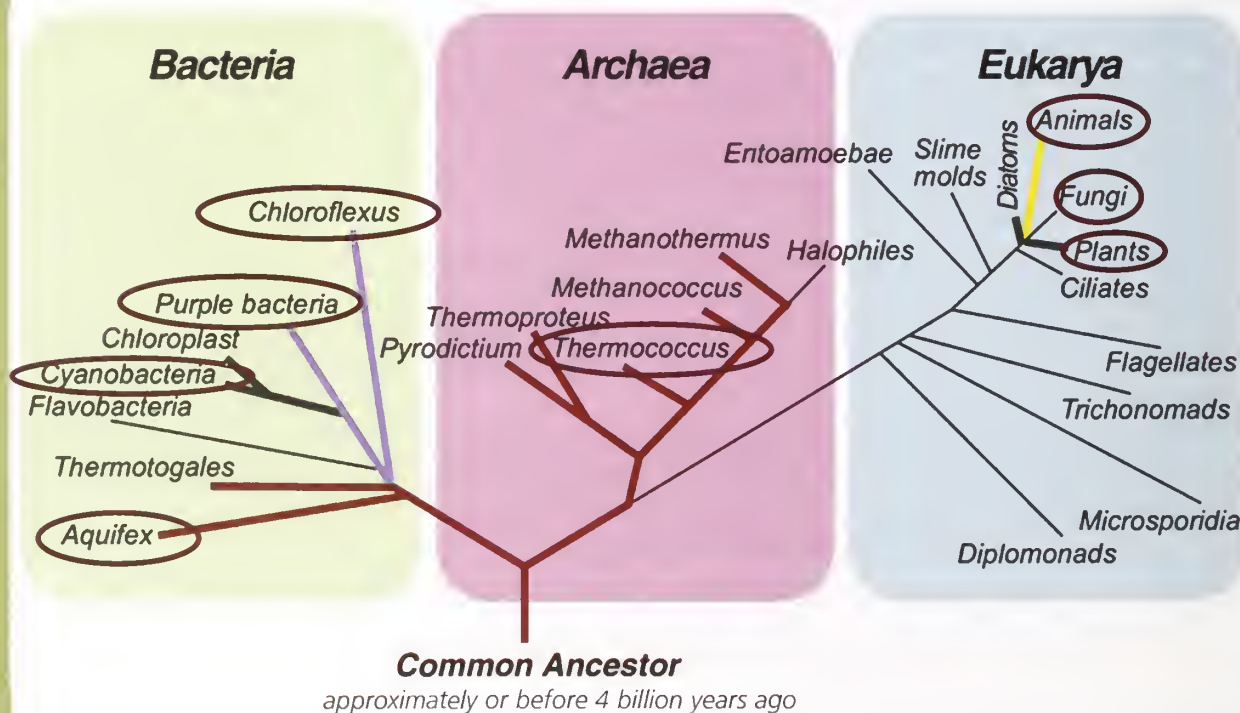 Bacteria
Archaea
Eukarya
Chloroflexus
Purple bacteria
Chloroplast
Cyanobacteria
Flavobacteria
Thermotogales
Aquifex
Methanothermus
Halophiles
Methanococcus
Thermoproteus
Pyrodictium
Thermococcus
Entoamoebae
Slime
molds
Diatoms
Animals
Fungi
Plants
Ciliates
Flagellates
Trichonomads
Microsporidia
Diplomonads
Common Ancestor
approximately or before 4 billion years ago